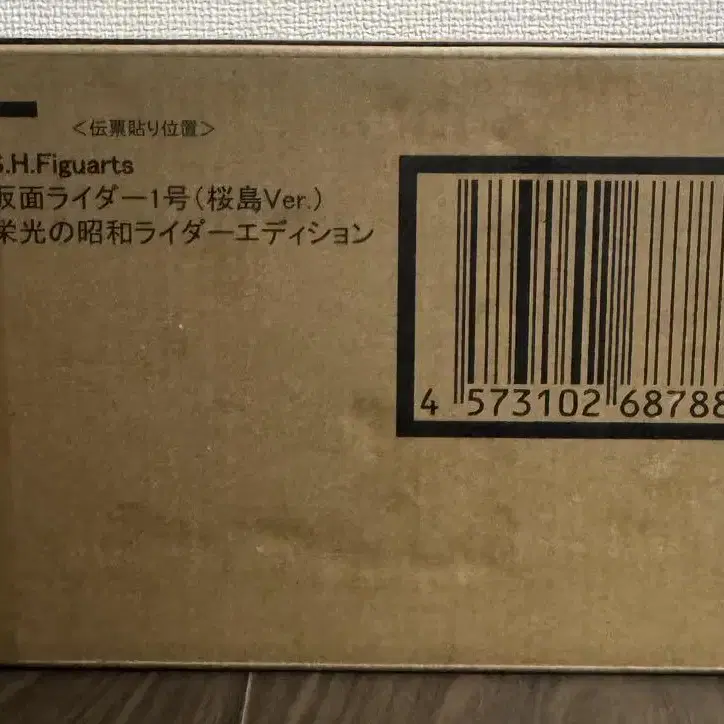 <伝票貼り位置>
S.H.Figuarts
仮面ライダー1号(桜島Ver.)
栄光の昭和ライダーエディション
4 573102 68788